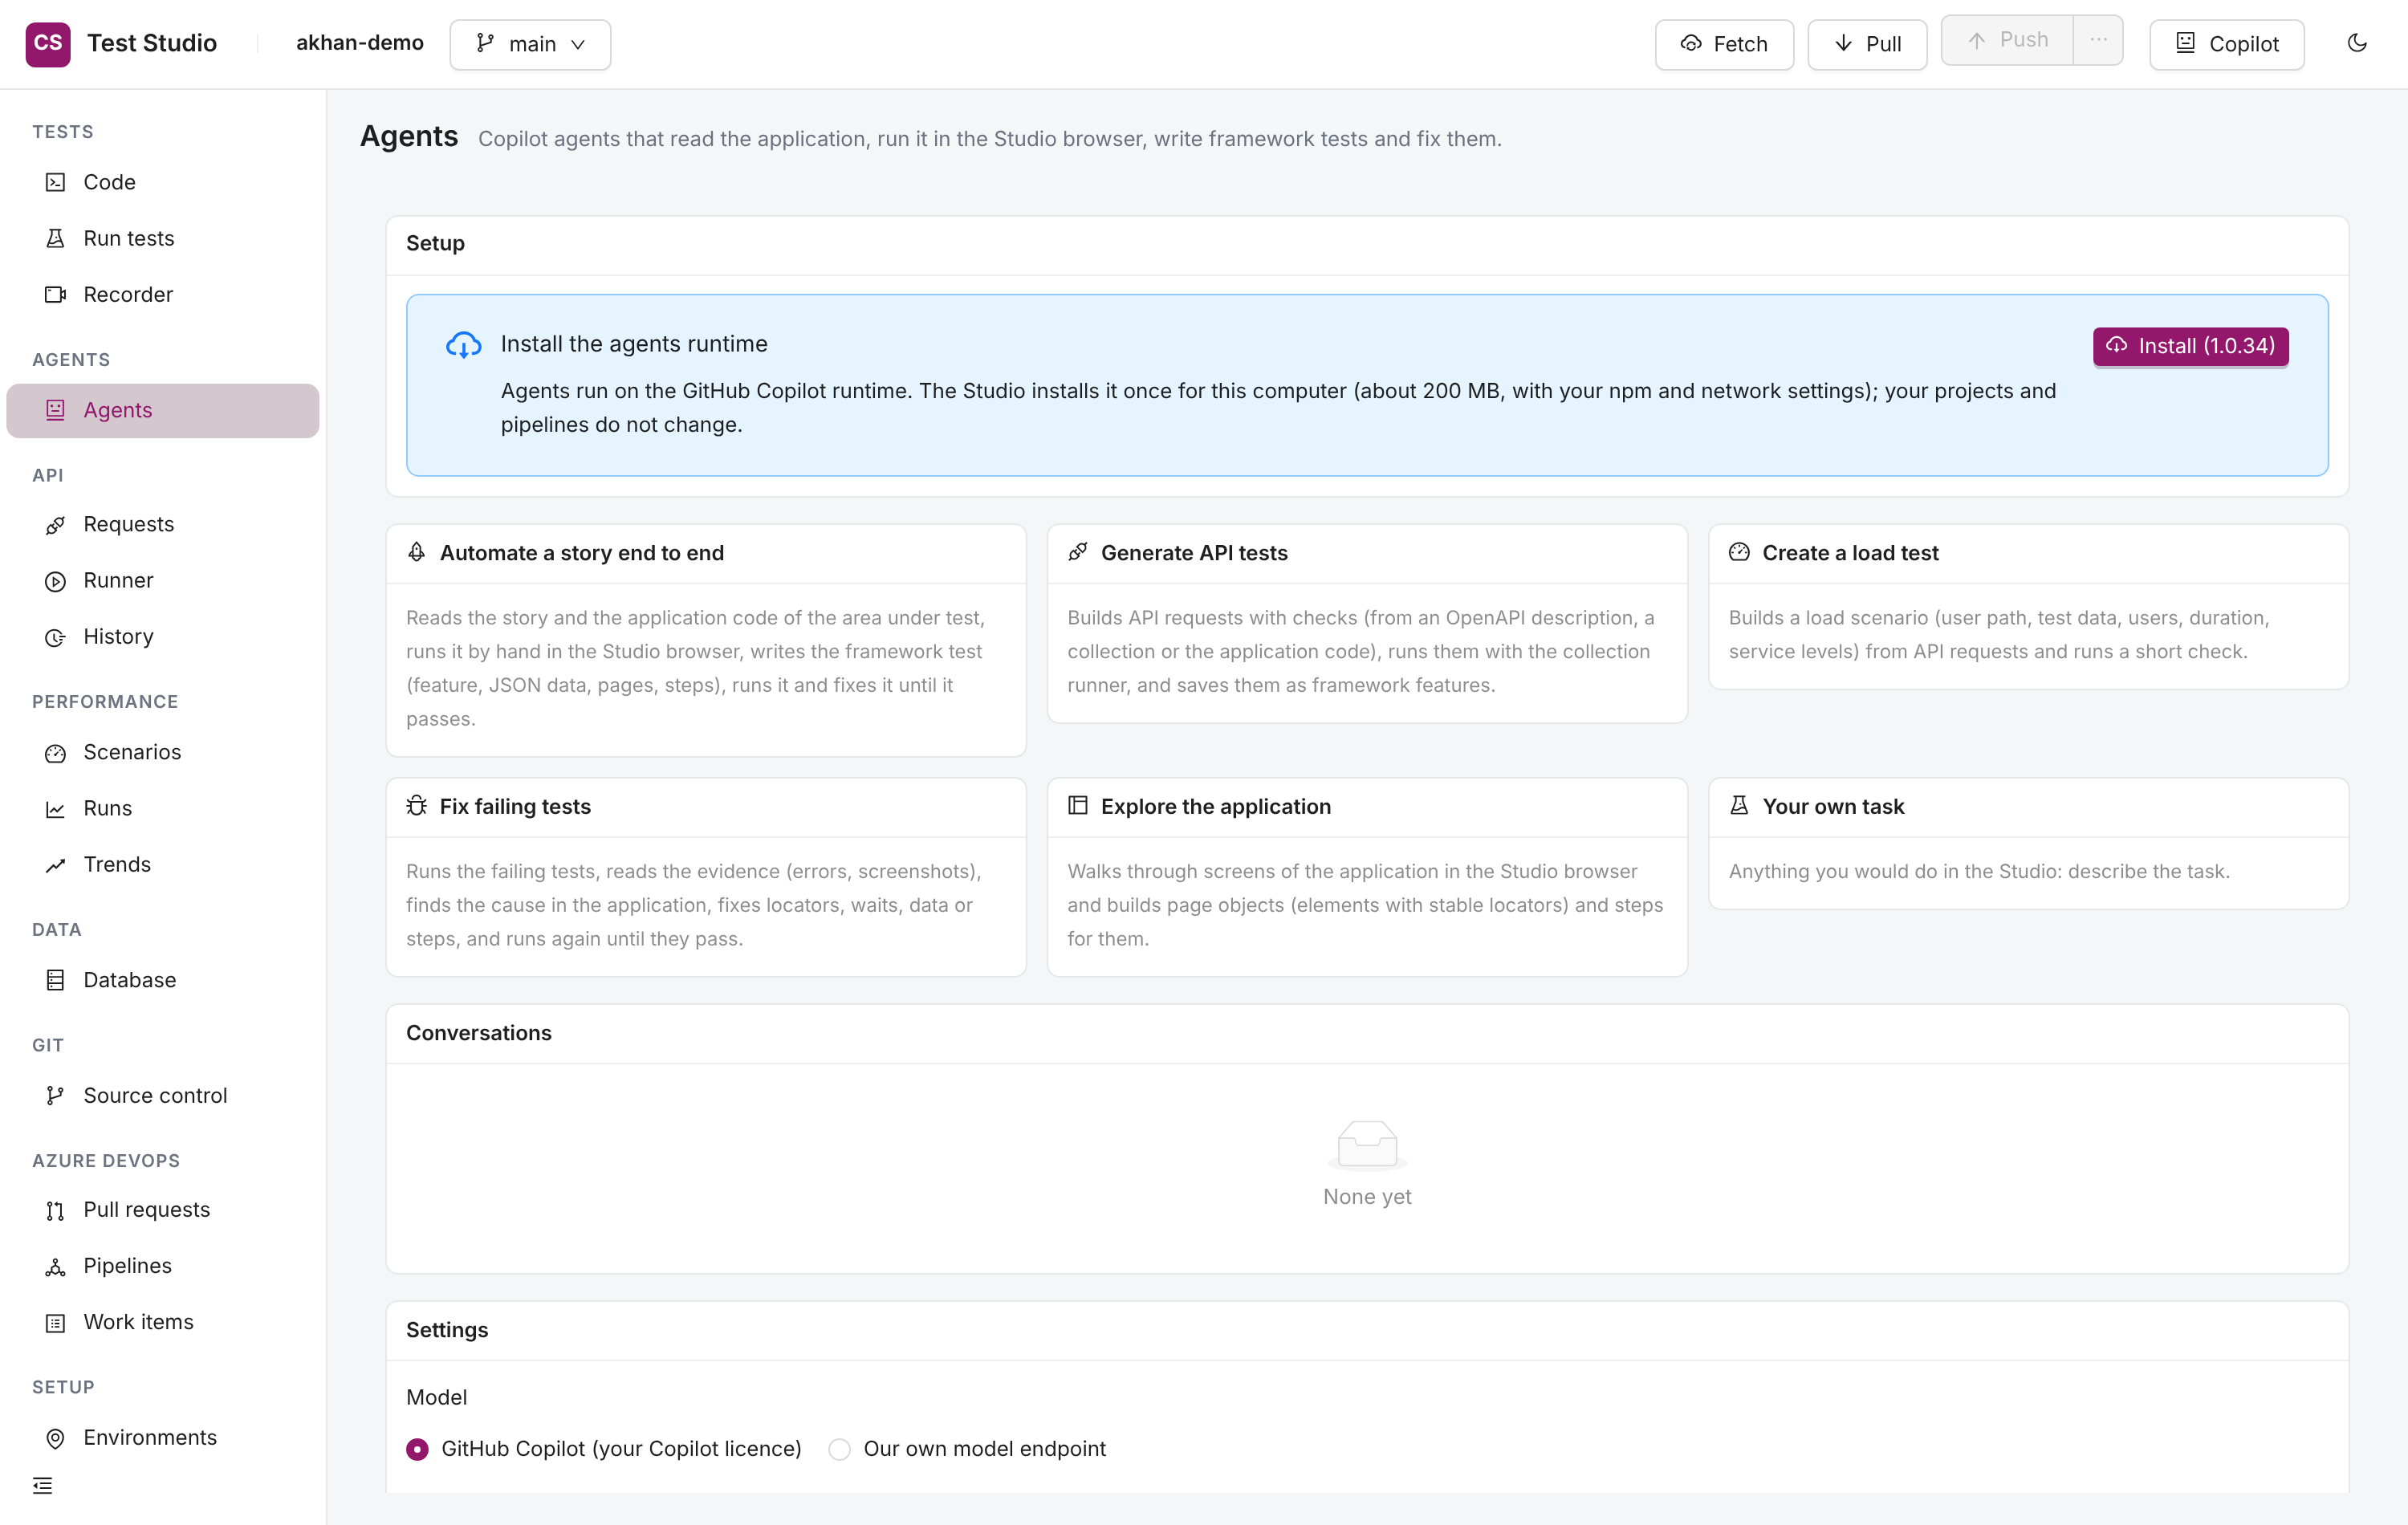 CS Test Studio
akhan-demo
main
Fetch
Pull
Push
Copilot
TESTS
Code
Run tests
Recorder
AGENTS
Agents
API
Requests
Runner
History
PERFORMANCE
Scenarios
Runs
Trends
DATA
Database
GIT
Source control
AZURE DEVOPS
Pull requests
Pipelines
Work items
SETUP
Environments
Agents
Copilot agents that read the application, run it in the Studio browser, write framework tests and fix them.
Setup
Install the agents runtime
Install (1.0.34)
Agents run on the GitHub Copilot runtime. The Studio installs it once for this computer (about 200 MB, with your npm and network settings); your projects and
pipelines do not change.
Automate a story end to end
Reads the story and the application code of the area under test,
runs it by hand in the Studio browser, writes the framework test
(feature, JSON data, pages, steps), runs it and fixes it until it
passes.
Generate API tests
Builds API requests with checks (from an OpenAPI description, a
collection or the application code), runs them with the collection
runner, and saves them as framework features.
Create a load test
Builds a load scenario (user path, test data, users, duration,
service levels) from API requests and runs a short check.
Fix failing tests
Runs the failing tests, reads the evidence (errors, screenshots),
finds the cause in the application, fixes locators, waits, data or
steps, and runs again until they pass.
Explore the application
Walks through screens of the application in the Studio browser
and builds page objects (elements with stable locators) and steps
for them.
Your own task
Anything you would do in the Studio: describe the task.
Conversations
None yet
Settings
Model
GitHub Copilot (your Copilot licence)
Our own model endpoint